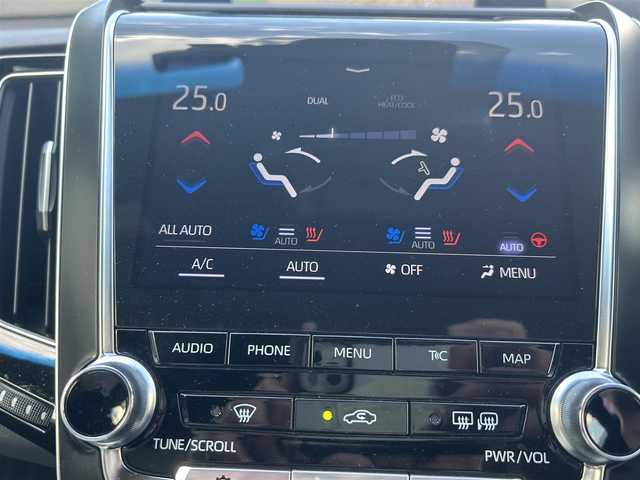 25.0 DUAL ECO 25.0
HEAT/COOL
ALL AUTO AUTO AUTO AUTO
A/C AUTO OFF MENU
AUDIO PHONE MENU T:C MAP
TUNE/SCROLL PWR/VOL